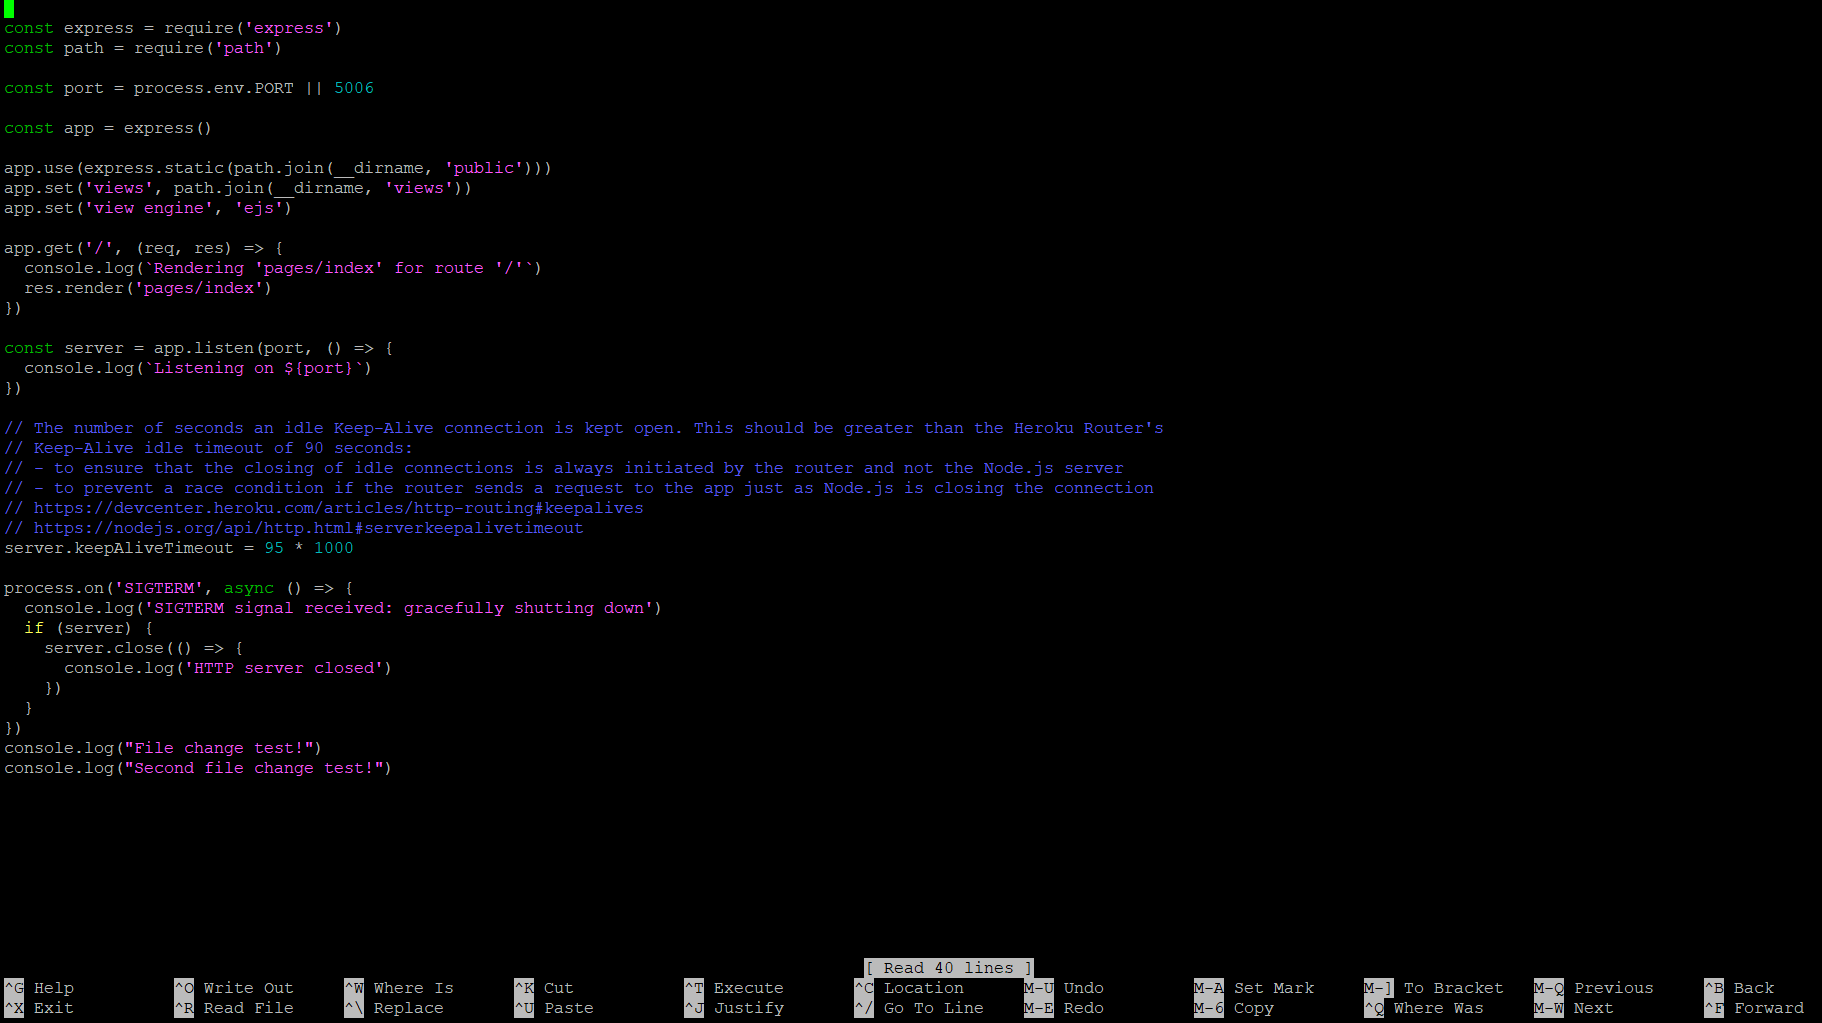 const express = require('express')
const path = require('path')

const port = process.env.PORT || 5006

const app = express()

app.use(express.static(path.join(__dirname, 'public')))
app.set('views', path.join(__dirname, 'views'))
app.set('view engine', 'ejs')

app.get('/', (req, res) => {
  console.log(`Rendering 'pages/index' for route '/'`)
  res.render('pages/index')
})

const server = app.listen(port, () => {
  console.log(`Listening on ${port}`)
})

// The number of seconds an idle Keep-Alive connection is kept open. This should be greater than the Heroku Router's
// Keep-Alive idle timeout of 90 seconds:
// - to ensure that the closing of idle connections is always initiated by the router and not the Node.js server
// - to prevent a race condition if the router sends a request to the app just as Node.js is closing the connection
// https://devcenter.heroku.com/articles/http-routing#keepalives
// https://nodejs.org/api/http.html#serverkeepalivetimeout
server.keepAliveTimeout = 95 * 1000

process.on('SIGTERM', async () => {
  console.log('SIGTERM signal received: gracefully shutting down')
  if (server) {
    server.close(() => {
      console.log('HTTP server closed')
    })
  }
})
console.log("File change test!")
console.log("Second file change test!")
[ Read 40 lines ]
^G Help ^O Write Out ^W Where Is ^K Cut ^T Execute ^C Location M-U Undo M-A Set Mark M-] To Bracket M-Q Previous ^B Back
^X Exit ^R Read File ^\ Replace ^U Paste ^J Justify ^/ Go To Line M-E Redo M-6 Copy ^Q Where Was M-W Next ^F Forward